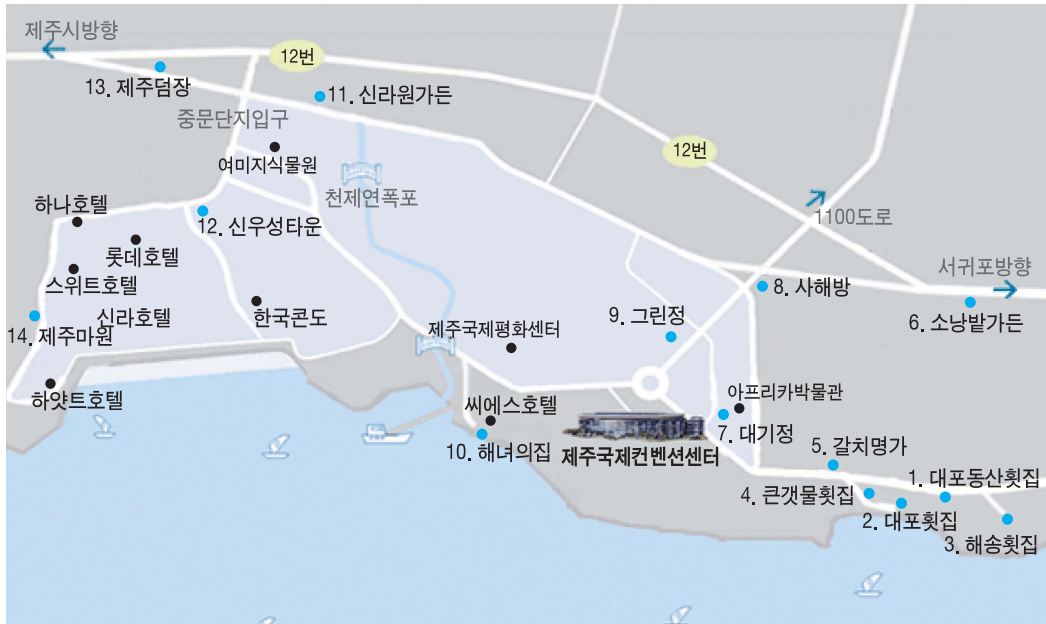 제주시방향
12번
13. 제주덤장
11. 신라원가든
중문단지입구
여미지식물원
12번
천제연폭포
하나호텔
12. 신우성타운
1100도로
롯데호텔
스위트호텔
서귀포방향
8. 사해방
신라호텔
한국콘도
9. 그린정
6. 소낭밭가든
14. 제주마원
제주국제평화센터
하얏트호텔
아프리카박물관
씨에스호텔
7. 대기정
10. 해녀의집
제주국제컨벤션센터
5. 갈치명가
1. 대포동산횟집
4. 큰갯물횟집
2. 대포횟집
3. 해송횟집